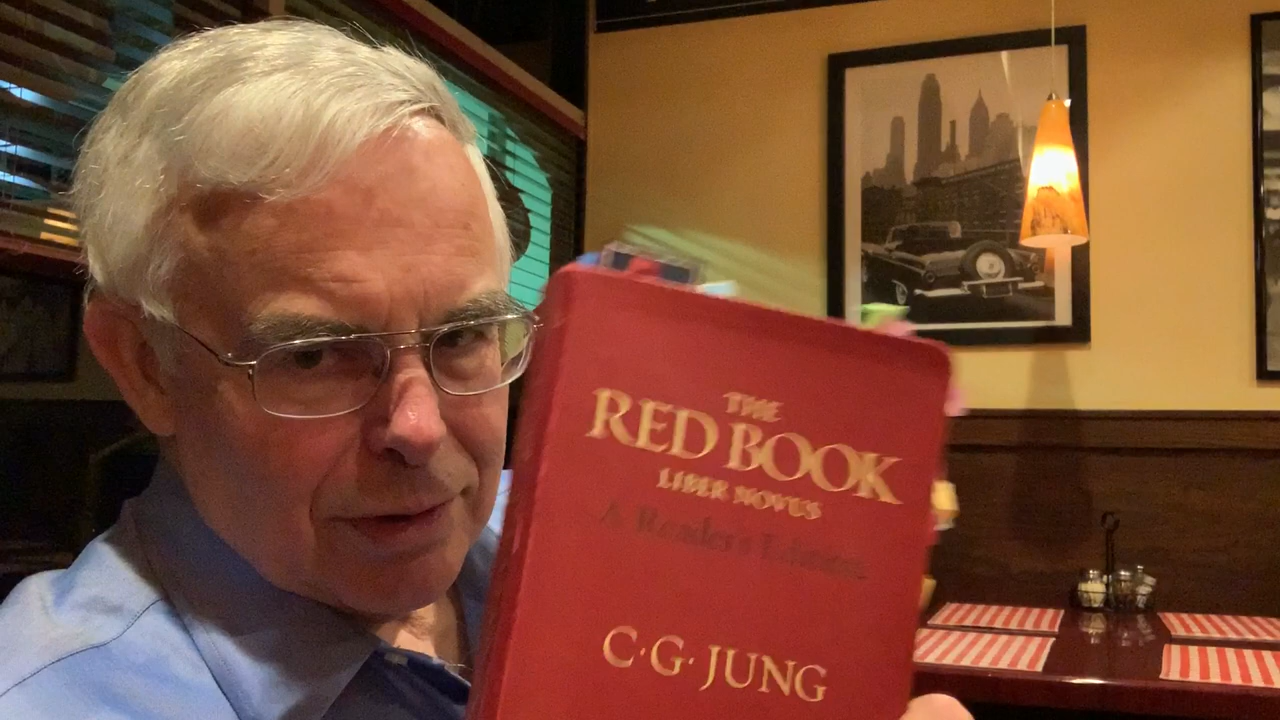 THE
RED BOOK
LIBER NOVUS
A Reader's Edition
C·G·JUNG